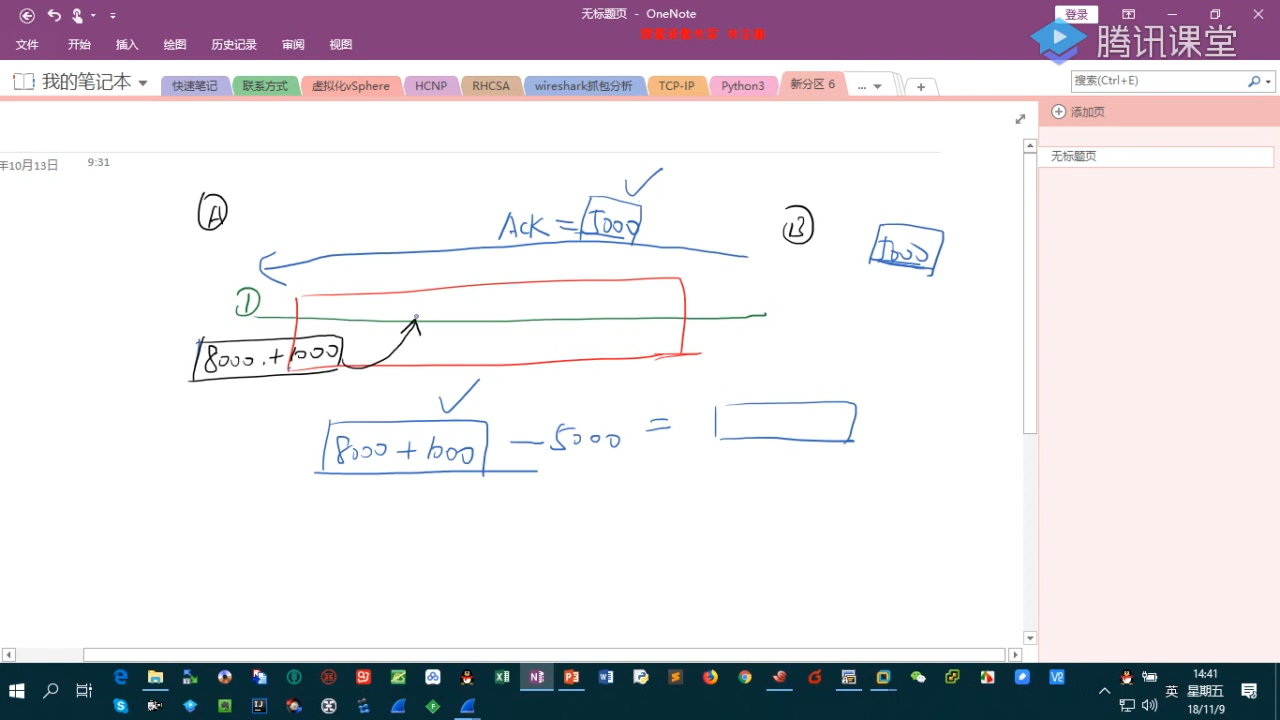 无标题页 - OneNote
登录
文件 开始 插入 绘图 历史记录 审阅 视图
腾讯课堂
我的笔记本 快速笔记 联系方式 虚拟化vSphere HCNP RHCSA wireshark抓包分析 TCP-IP Python3 新分区 6 ...
搜索(Ctrl+E)
添加页
无标题页
年10月13日 9:31
A
Ack = 5000
B
1000
D
8000 + 1000
8000 + 1000 — 5000 =
14:41
英 星期五
18/11/9